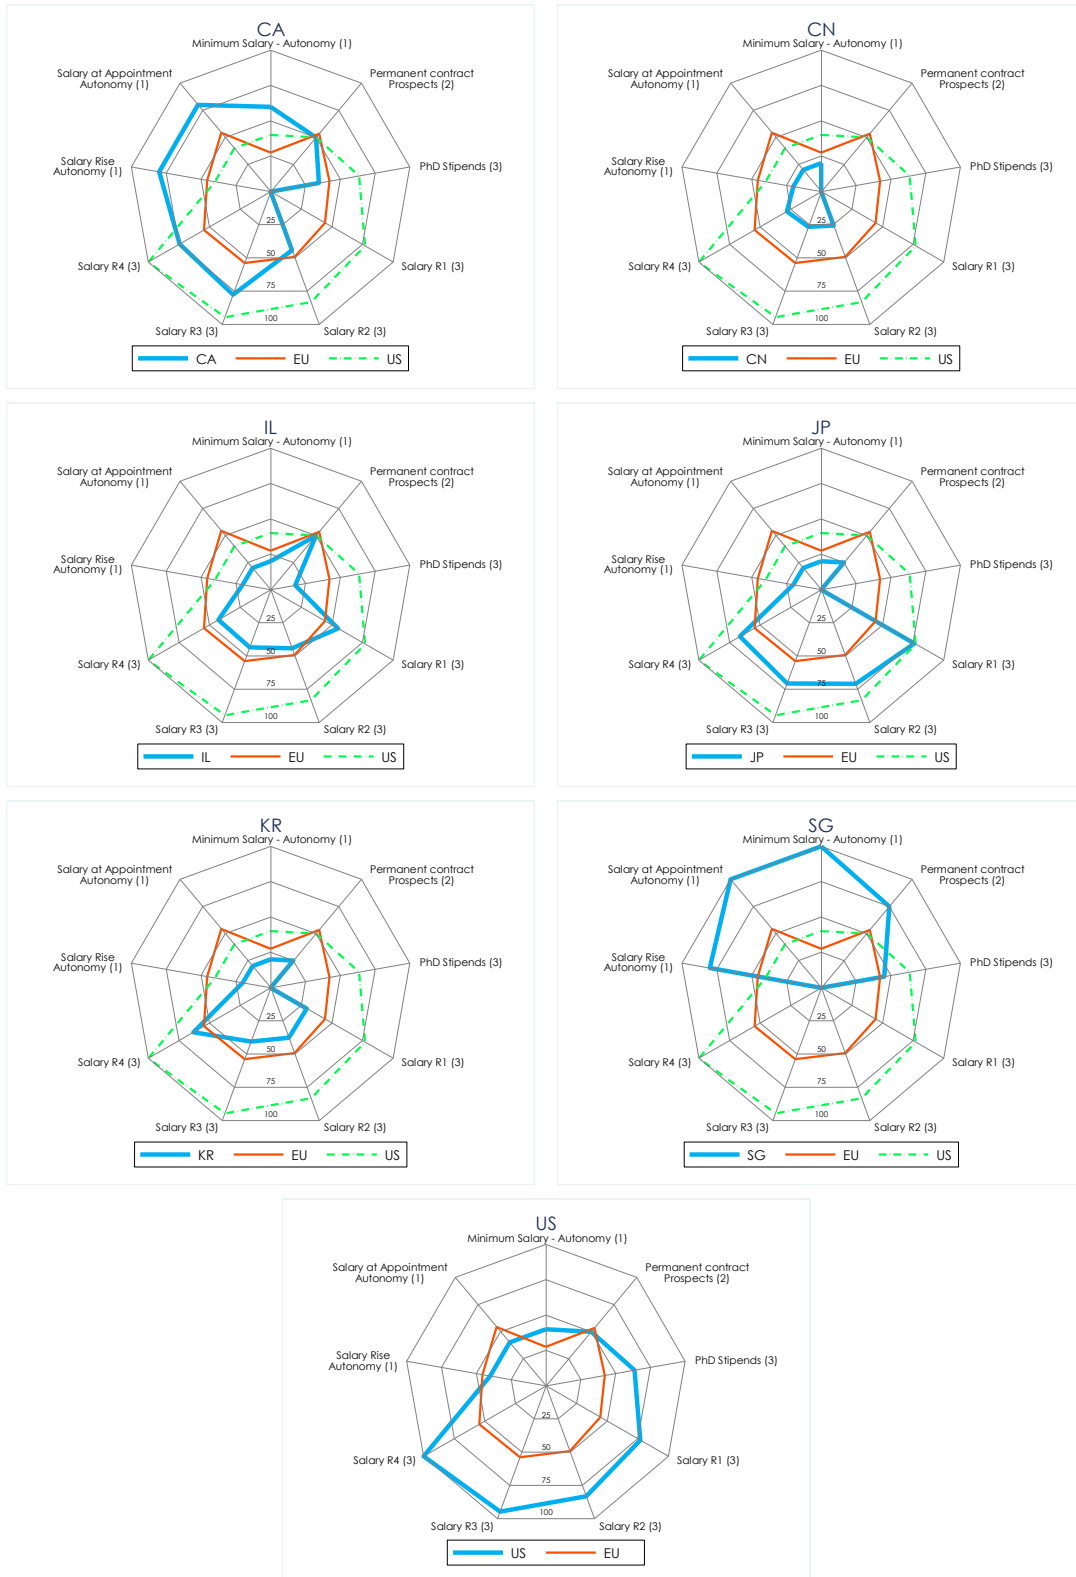 CA
Minimum Salary - Autonomy (1)
Salary at Appointment
Autonomy (1)
Permanent contract
Prospects (2)
Salary Rise
Autonomy (1)
PhD Stipends (3)
25
50
75
100
Salary R4 (3)
Salary R1 (3)
Salary R3 (3)
Salary R2 (3)
CA EU US
CN
Minimum Salary - Autonomy (1)
Salary at Appointment
Autonomy (1)
Permanent contract
Prospects (2)
Salary Rise
Autonomy (1)
PhD Stipends (3)
25
50
75
100
Salary R4 (3)
Salary R1 (3)
Salary R3 (3)
Salary R2 (3)
CN EU US
IL
Minimum Salary - Autonomy (1)
Salary at Appointment
Autonomy (1)
Permanent contract
Prospects (2)
Salary Rise
Autonomy (1)
PhD Stipends (3)
25
50
75
100
Salary R4 (3)
Salary R1 (3)
Salary R3 (3)
Salary R2 (3)
IL EU US
JP
Minimum Salary - Autonomy (1)
Salary at Appointment
Autonomy (1)
Permanent contract
Prospects (2)
Salary Rise
Autonomy (1)
PhD Stipends (3)
25
50
75
100
Salary R4 (3)
Salary R1 (3)
Salary R3 (3)
Salary R2 (3)
JP EU US
KR
Minimum Salary - Autonomy (1)
Salary at Appointment
Autonomy (1)
Permanent contract
Prospects (2)
Salary Rise
Autonomy (1)
PhD Stipends (3)
25
50
75
100
Salary R4 (3)
Salary R1 (3)
Salary R3 (3)
Salary R2 (3)
KR EU US
SG
Minimum Salary - Autonomy (1)
Salary at Appointment
Autonomy (1)
Permanent contract
Prospects (2)
Salary Rise
Autonomy (1)
PhD Stipends (3)
25
50
75
100
Salary R4 (3)
Salary R1 (3)
Salary R3 (3)
Salary R2 (3)
SG EU US
US
Minimum Salary - Autonomy (1)
Salary at Appointment
Autonomy (1)
Permanent contract
Prospects (2)
Salary Rise
Autonomy (1)
PhD Stipends (3)
25
50
75
100
Salary R4 (3)
Salary R1 (3)
Salary R3 (3)
Salary R2 (3)
US EU